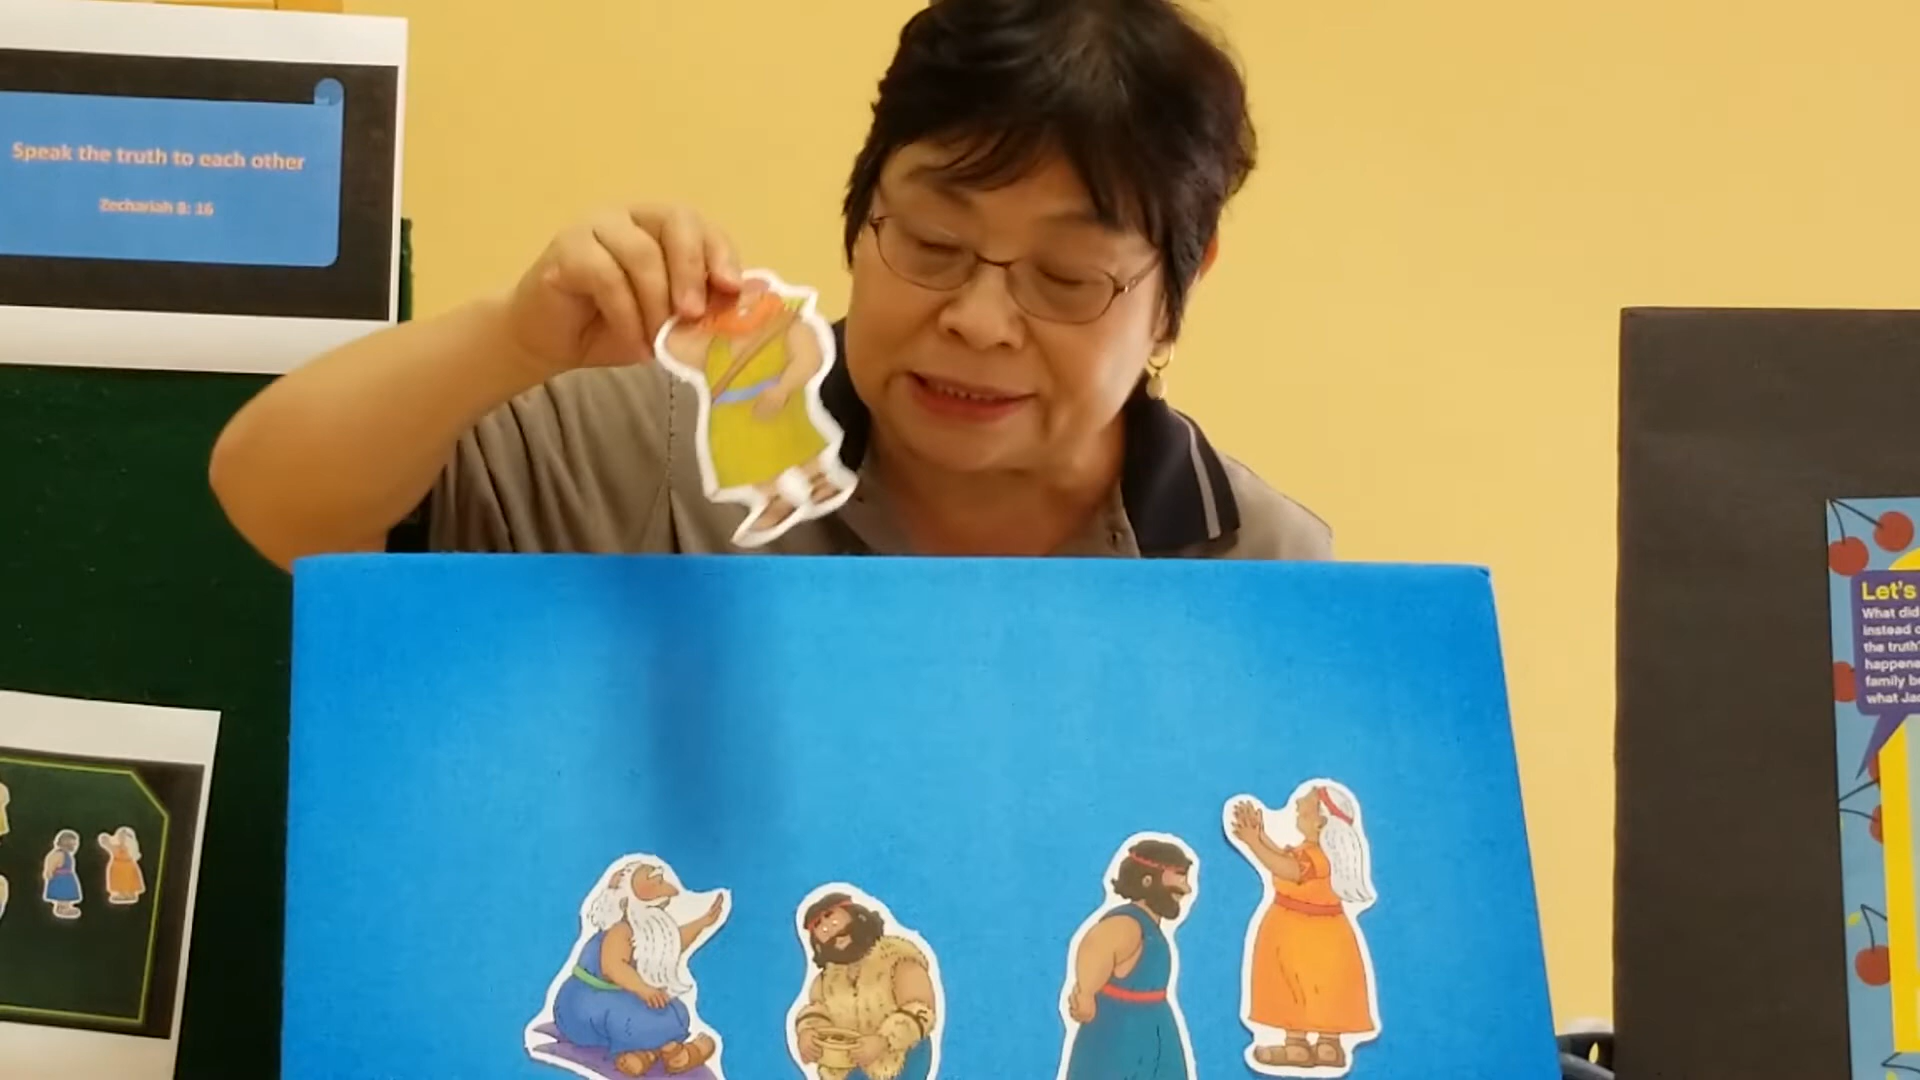 Speak the truth to each other
Zechariah 8: 16
Let's
What did
instead
the truth
happene
family b
what Ja